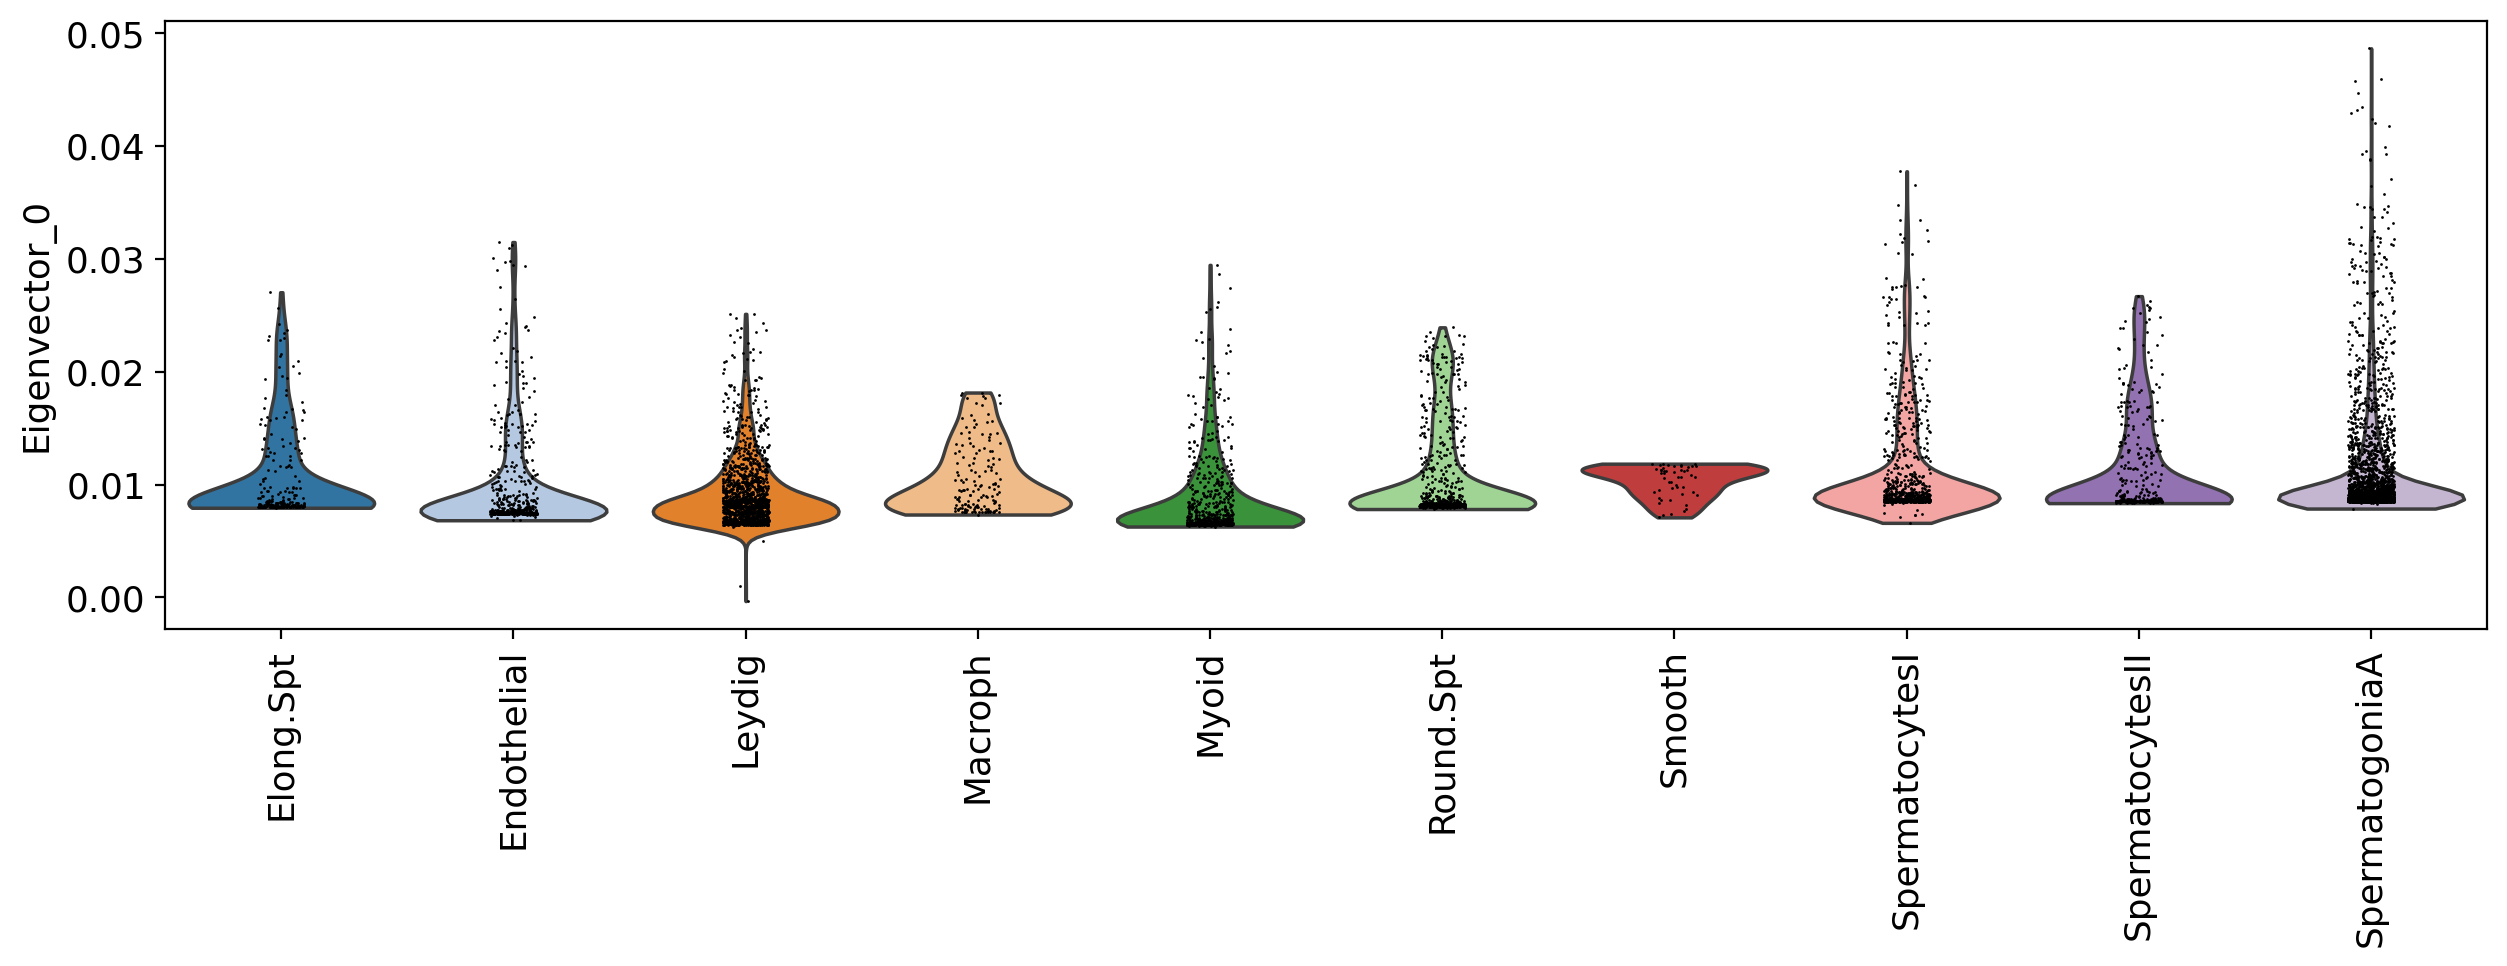 Eigenvector_0
0.05
0.04
0.03
0.02
0.01
0.00
Elong.Spt
Endothelial
Leydig
Macroph
Myoid
Round.Spt
Smooth
SpermatocytesI
SpermatocytesII
SpermatogoniaA